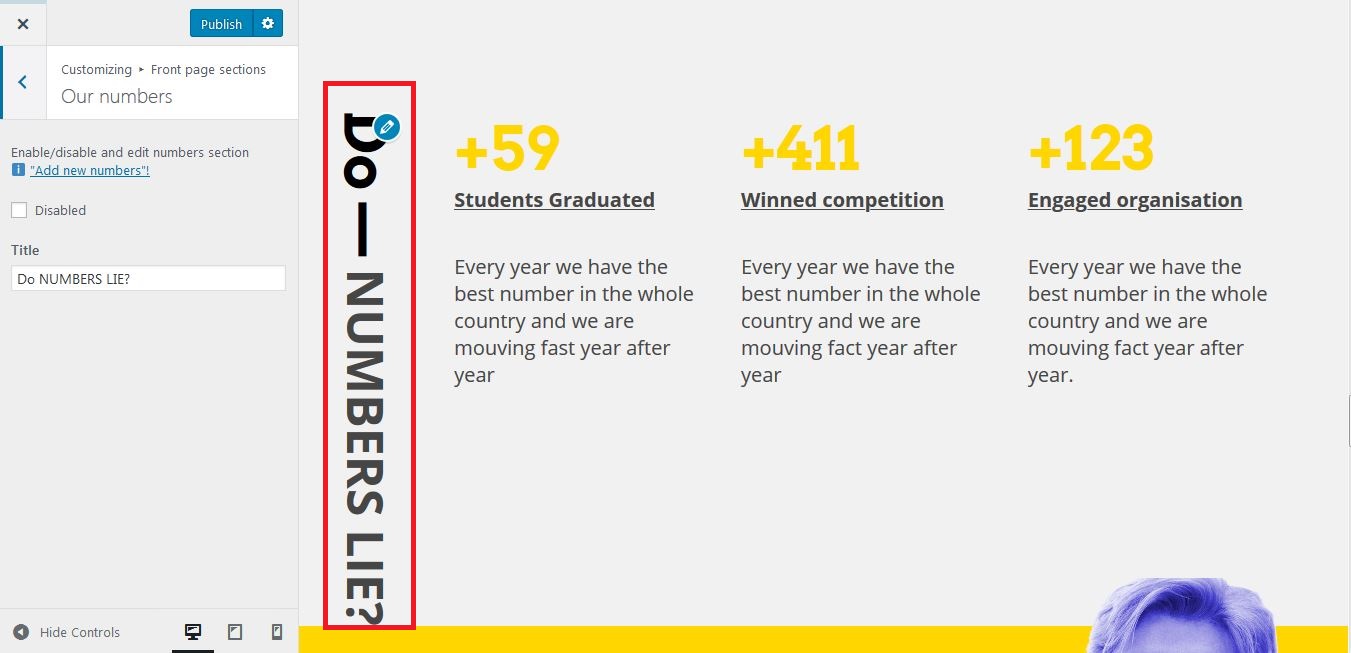 Publish
Customizing ▸ Front page sections
Our numbers
Enable/disable and edit numbers section
"Add new numbers"!
Disabled
Title
Do NUMBERS LIE?
Hide Controls
Do — NUMBERS LIE?
+59
Students Graduated
Every year we have the
best number in the whole
country and we are
mouving fast year after
year
+411
Winned competition
Every year we have the
best number in the whole
country and we are
mouving fact year after
year
+123
Engaged organisation
Every year we have the
best number in the whole
country and we are
mouving fact year after
year.